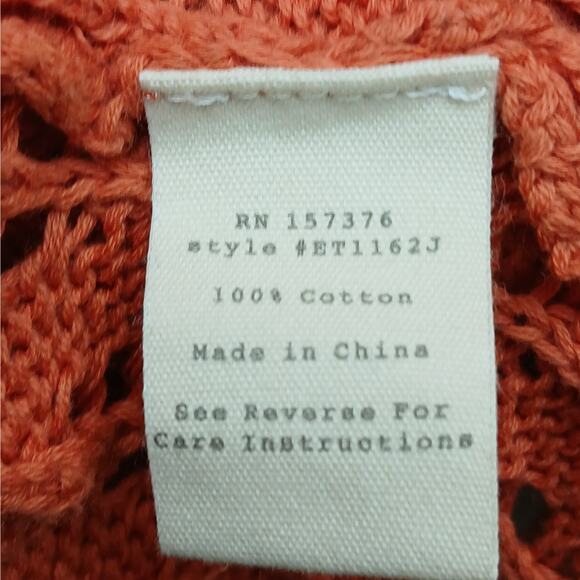 RN 157376
style #ET1162J
100% Cotton
Made in China
See Reverse For
Care Instructions